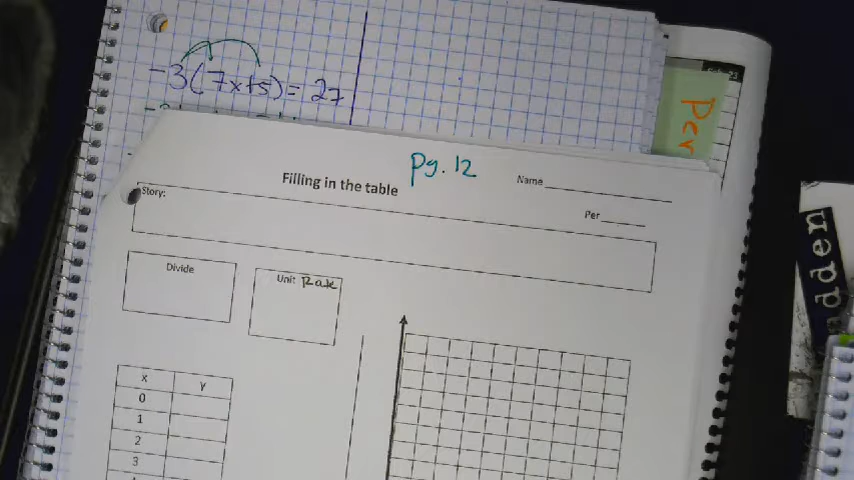 -3(7x+5) = 27
Per
pg. 12
Filling in the table
Name
Story:
Per
Divide
Unit Rate
x y
0
1
2
3
dden